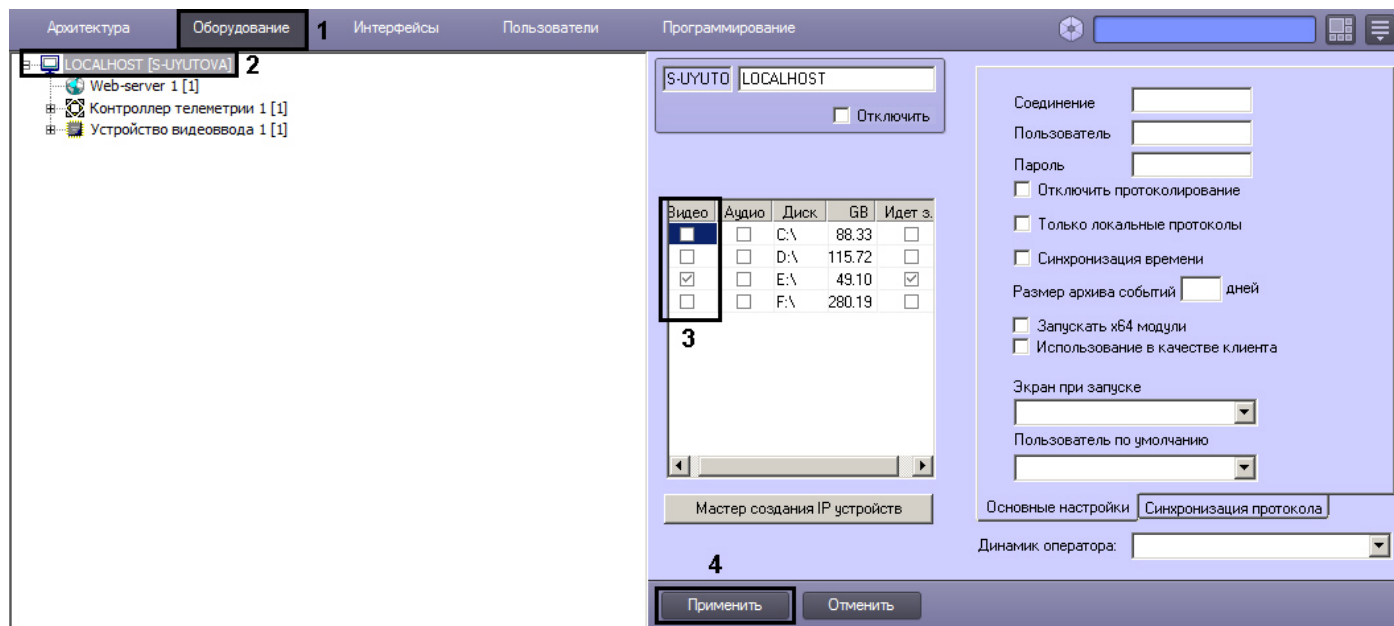 Архитектура Оборудование 1 Интерфейсы Пользователи Программирование
LOCALHOST [S-UYUTOVA] 2
Web-server 1 [1]
Контроллер телеметрии 1 [1]
Устройство видеоввода 1 [1]
S-UYUTO LOCALHOST
Отключить
Видео Аудио Диск GB Идет з.
C:\ 88.33
D:\ 115.72
E:\ 49.10
F:\ 280.19
3
Мастер создания IP устройств
Соединение
Пользователь
Пароль
Отключить протоколирование
Только локальные протоколы
Синхронизация времени
Размер архива событий дней
Запускать x64 модули
Использование в качестве клиента
Экран при запуске
Пользователь по умолчанию
Основные настройки Синхронизация протокола
Динамик оператора:
4
Применить Отменить